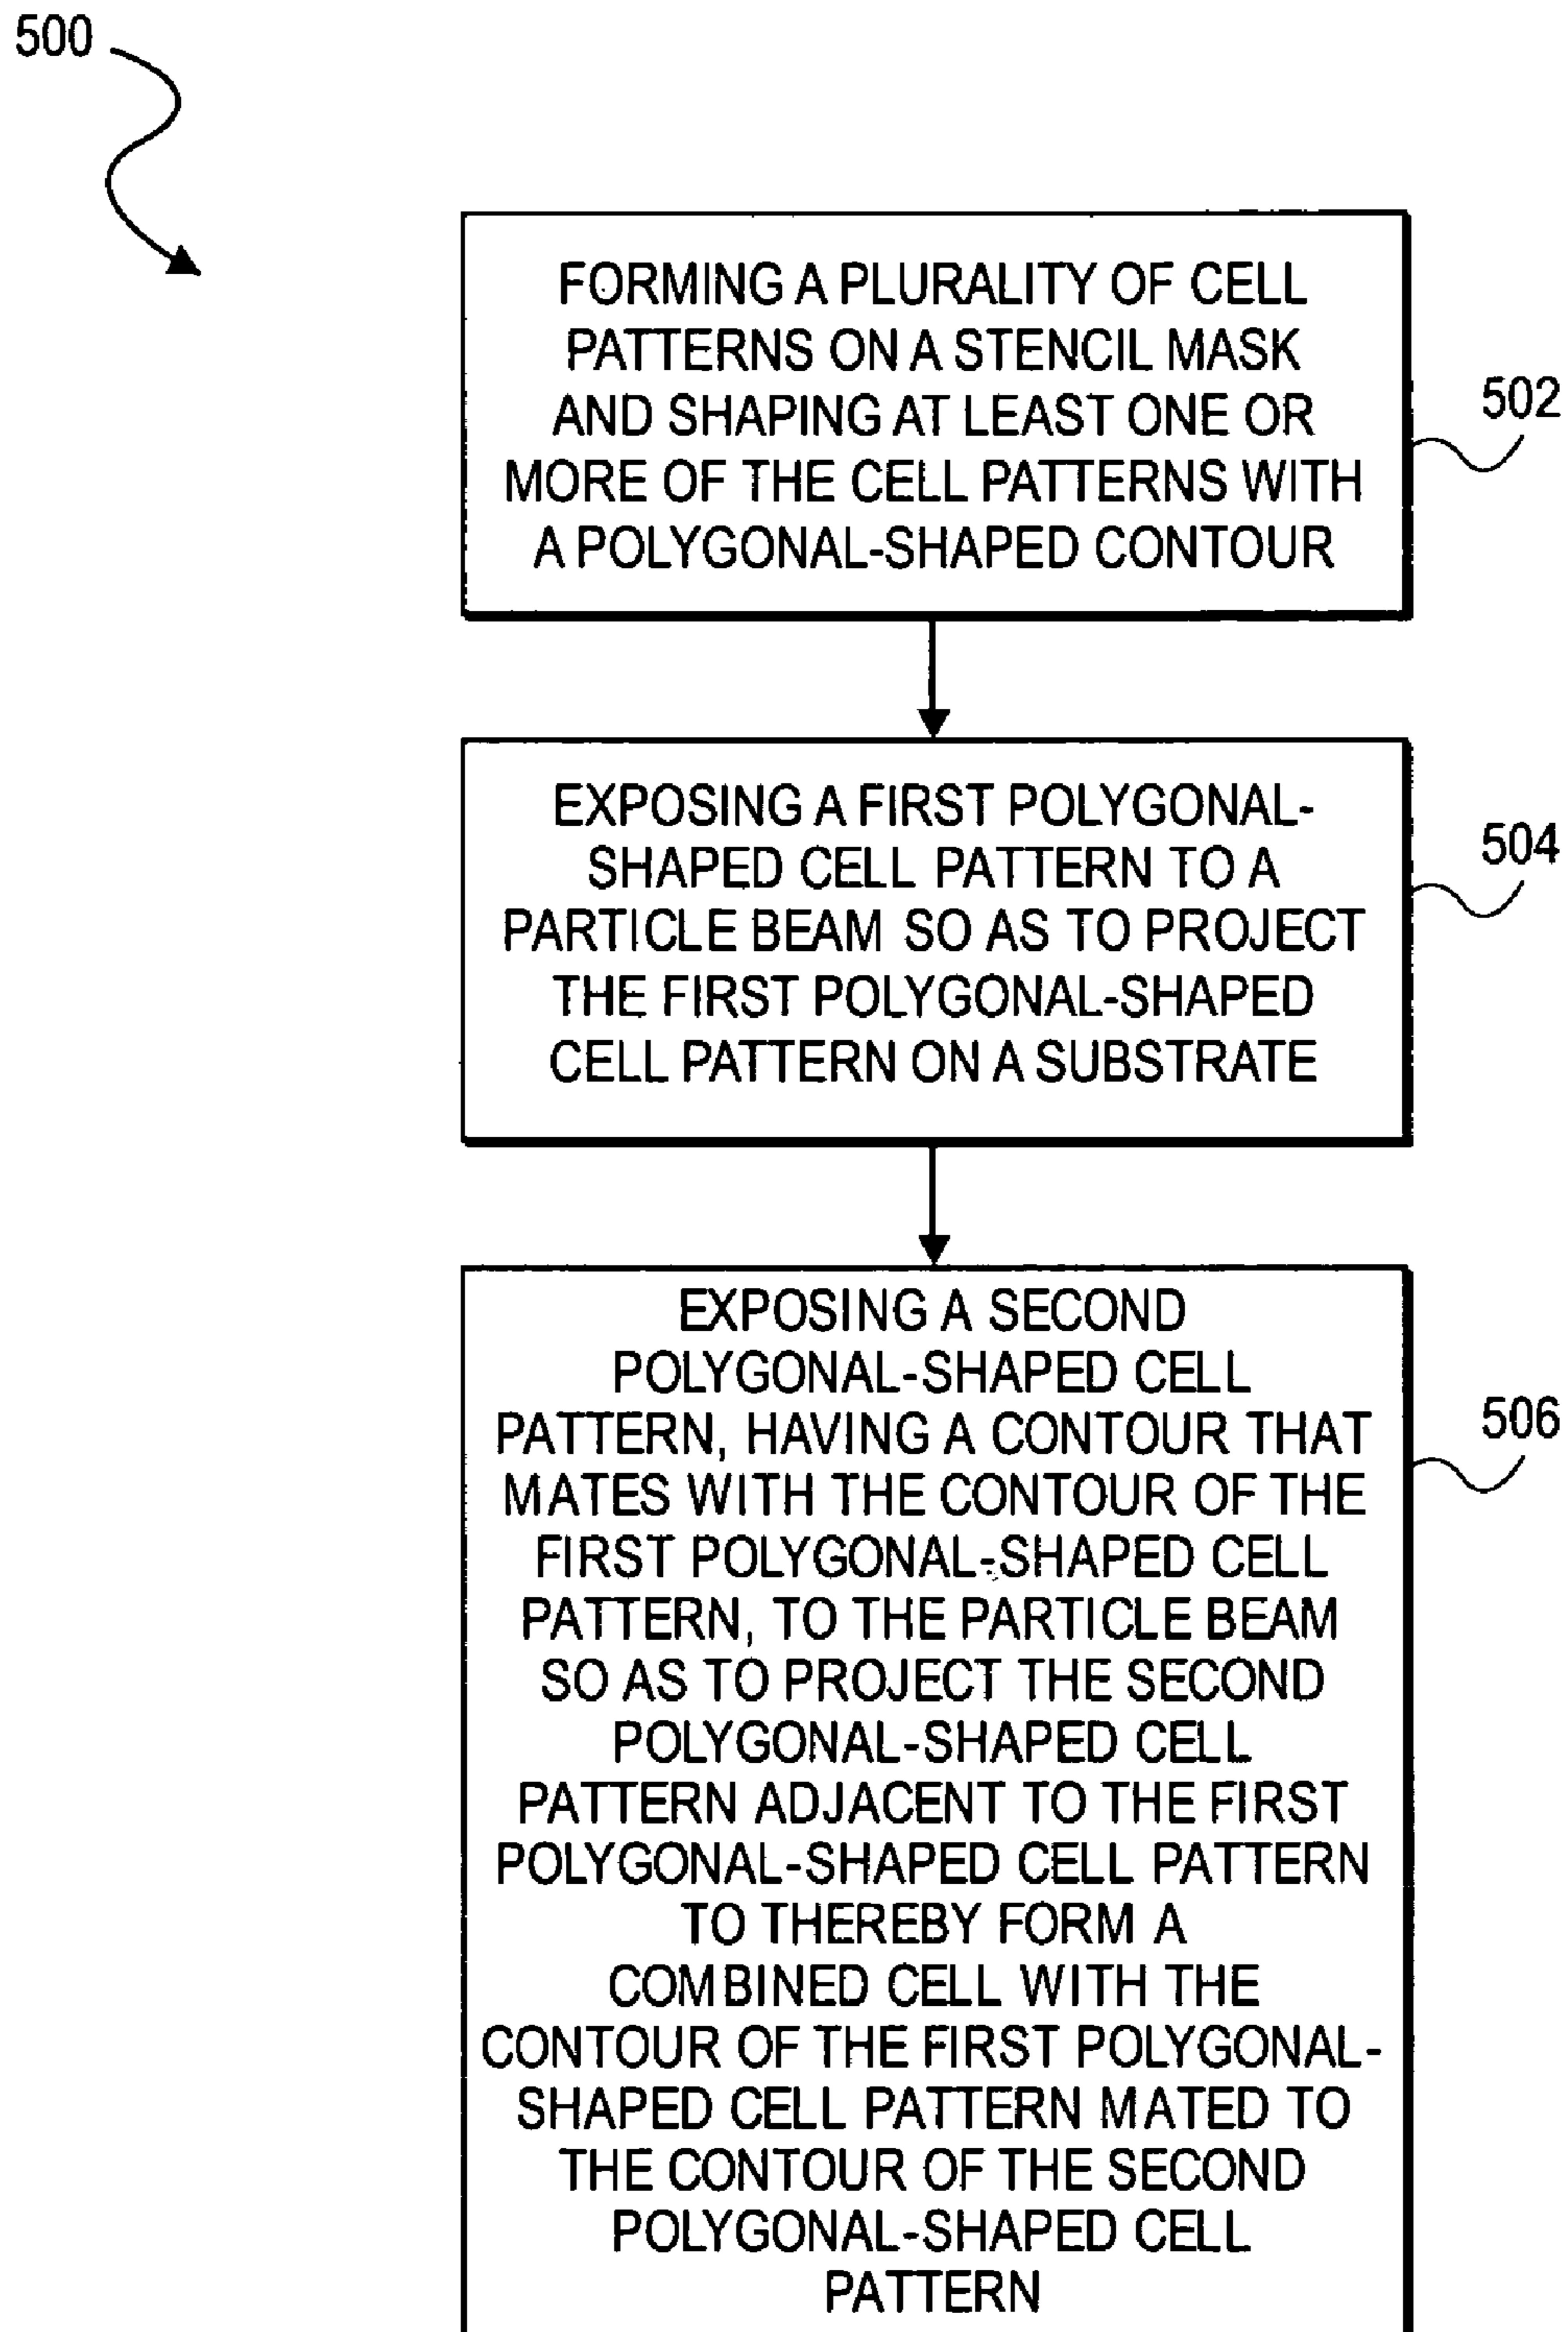 500
FORMING A PLURALITY OF CELL
PATTERNS ON A STENCIL MASK
AND SHAPING AT LEAST ONE OR
MORE OF THE CELL PATTERNS WITH
A POLYGONAL-SHAPED CONTOUR
502
EXPOSING A FIRST POLYGONAL-
SHAPED CELL PATTERN TO A
PARTICLE BEAM SO AS TO PROJECT
THE FIRST POLYGONAL-SHAPED
CELL PATTERN ON A SUBSTRATE
504
EXPOSING A SECOND
POLYGONAL-SHAPED CELL
PATTERN, HAVING A CONTOUR THAT
MATES WITH THE CONTOUR OF THE
FIRST POLYGONAL-SHAPED CELL
PATTERN, TO THE PARTICLE BEAM
SO AS TO PROJECT THE SECOND
POLYGONAL-SHAPED CELL
PATTERN ADJACENT TO THE FIRST
POLYGONAL-SHAPED CELL PATTERN
TO THEREBY FORM A
COMBINED CELL WITH THE
CONTOUR OF THE FIRST POLYGONAL-
SHAPED CELL PATTERN MATED TO
THE CONTOUR OF THE SECOND
POLYGONAL-SHAPED CELL
PATTERN
506